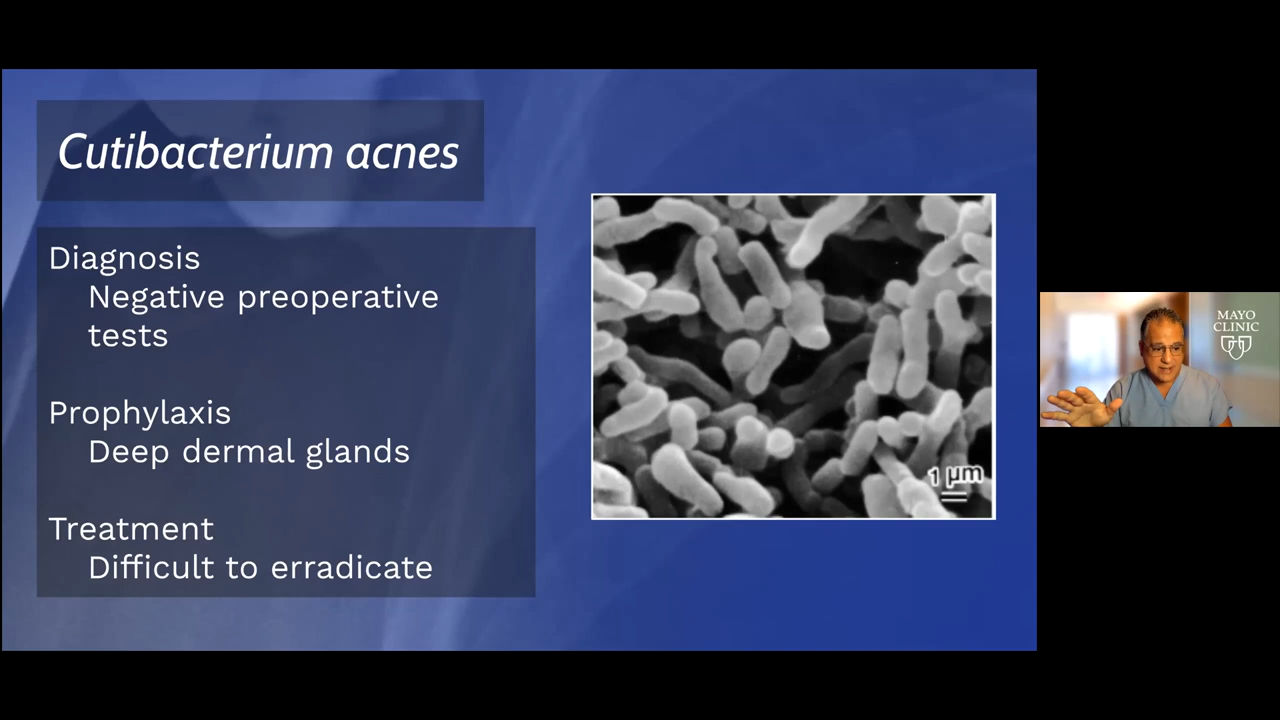 Cutibacterium acnes
Diagnosis
Negative preoperative
tests
Prophylaxis
Deep dermal glands
Treatment
Difficult to erradicate
1 µm
MAYO
CLINIC